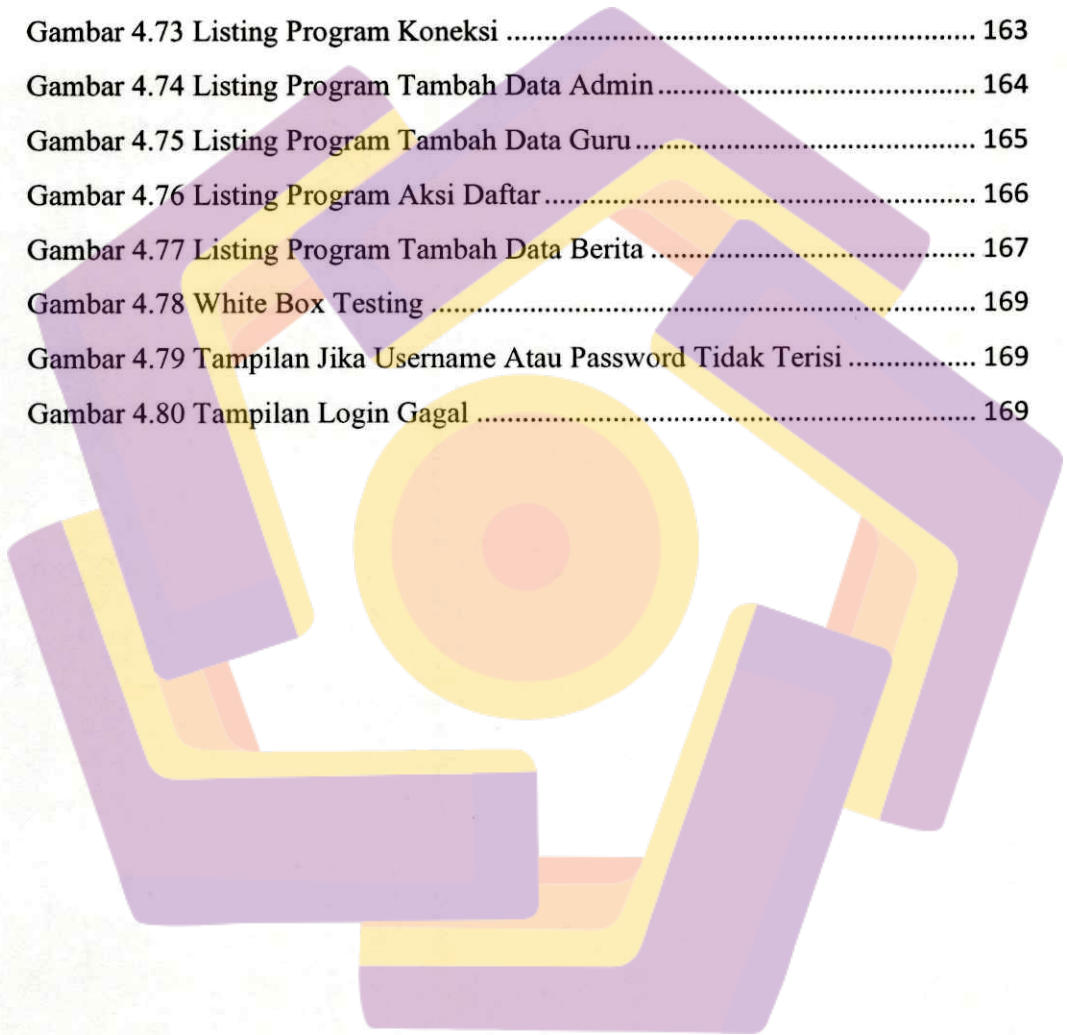 Gambar 4.73 Listing Program Koneksi ........................................................................ 163
Gambar 4.74 Listing Program Tambah Data Admin ................................................ 164
Gambar 4.75 Listing Program Tambah Data Guru .................................................... 165
Gambar 4.76 Listing Program Aksi Daftar .................................................................. 166
Gambar 4.77 Listing Program Tambah Data Berita .................................................. 167
Gambar 4.78 White Box Testing ................................................................................... 169
Gambar 4.79 Tampilan Jika Username Atau Password Tidak Terisi ............... 169
Gambar 4.80 Tampilan Login Gagal ............................................................................ 169